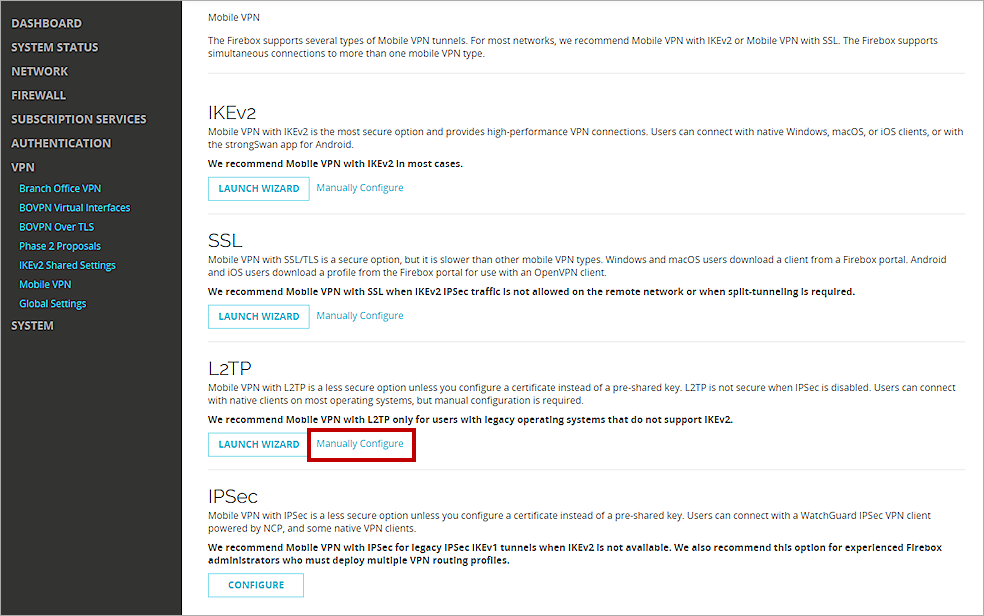 DASHBOARD
SYSTEM STATUS
NETWORK
FIREWALL
SUBSCRIPTION SERVICES
AUTHENTICATION
VPN
Branch Office VPN
BOVPN Virtual Interfaces
BOVPN Over TLS
Phase 2 Proposals
IKEv2 Shared Settings
Mobile VPN
Global Settings
SYSTEM
Mobile VPN
The Firebox supports several types of Mobile VPN tunnels. For most networks, we recommend Mobile VPN with IKEv2 or Mobile VPN with SSL. The Firebox supports
simultaneous connections to more than one mobile VPN type.
IKEv2
Mobile VPN with IKEv2 is the most secure option and provides high-performance VPN connections. Users can connect with native Windows, macOS, or iOS clients, or with
the strongSwan app for Android.
We recommend Mobile VPN with IKEv2 in most cases.
LAUNCH WIZARD Manually Configure
SSL
Mobile VPN with SSL/TLS is a secure option, but it is slower than other mobile VPN types. Windows and macOS users download a client from a Firebox portal. Android
and iOS users download a profile from the Firebox portal for use with an OpenVPN client.
We recommend Mobile VPN with SSL when IKEv2 IPSec traffic is not allowed on the remote network or when split-tunneling is required.
LAUNCH WIZARD Manually Configure
L2TP
Mobile VPN with L2TP is a less secure option unless you configure a certificate instead of a pre-shared key. L2TP is not secure when IPSec is disabled. Users can connect
with native clients on most operating systems, but manual configuration is required.
We recommend Mobile VPN with L2TP only for users with legacy operating systems that do not support IKEv2.
LAUNCH WIZARD Manually Configure
IPSec
Mobile VPN with IPSec is a less secure option unless you configure a certificate instead of a pre-shared key. Users can connect with a WatchGuard IPSec VPN client
powered by NCP, and some native VPN clients.
We recommend Mobile VPN with IPSec for legacy IPSec IKEv1 tunnels when IKEv2 is not available. We also recommend this option for experienced Firebox
administrators who must deploy multiple VPN routing profiles.
CONFIGURE